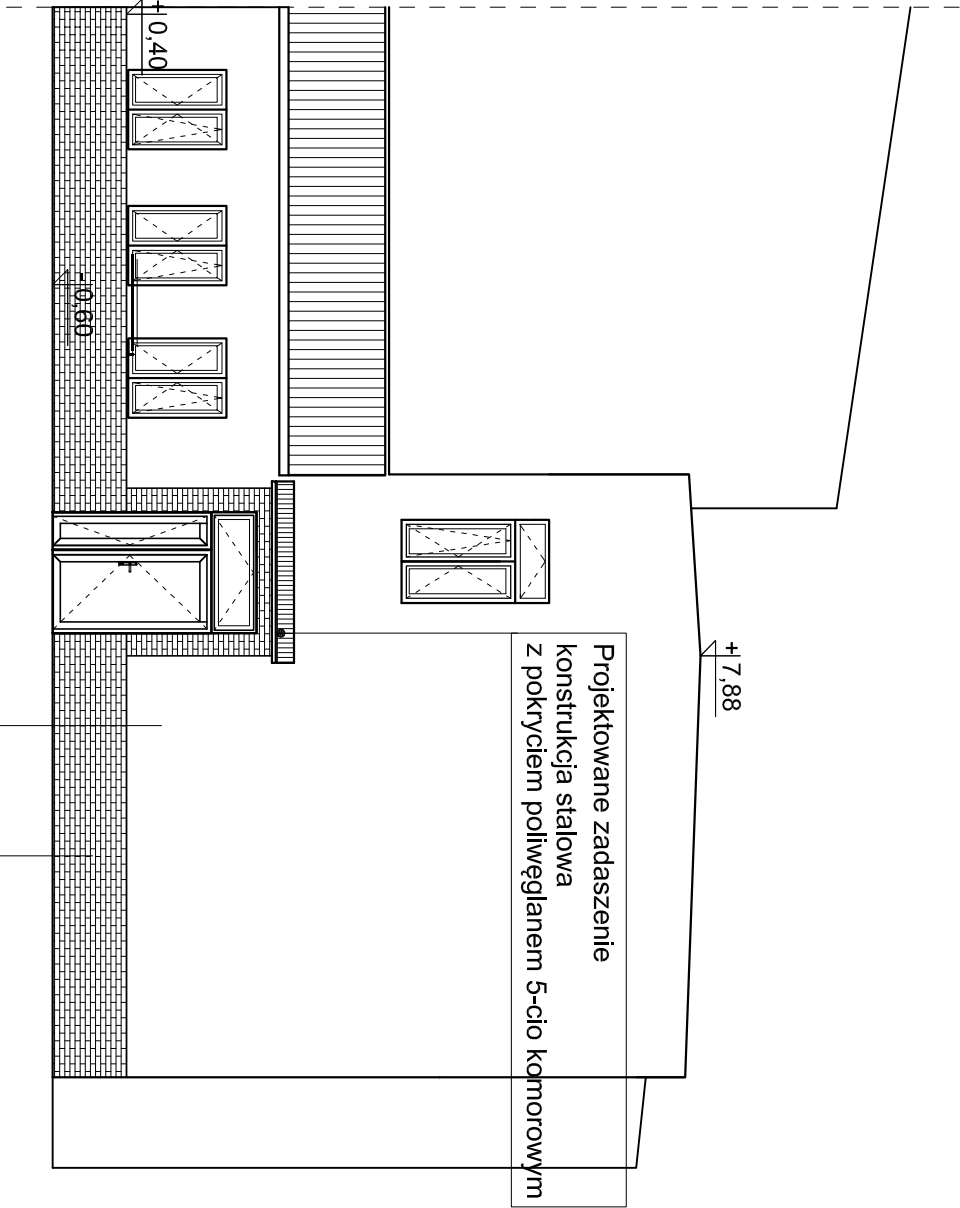 + 7,88
Projektowane zadaszenie
konstrukcja stalowa
z pokryciem poliwęglanem 5-cio komorowym
+ 0,40
-0,60